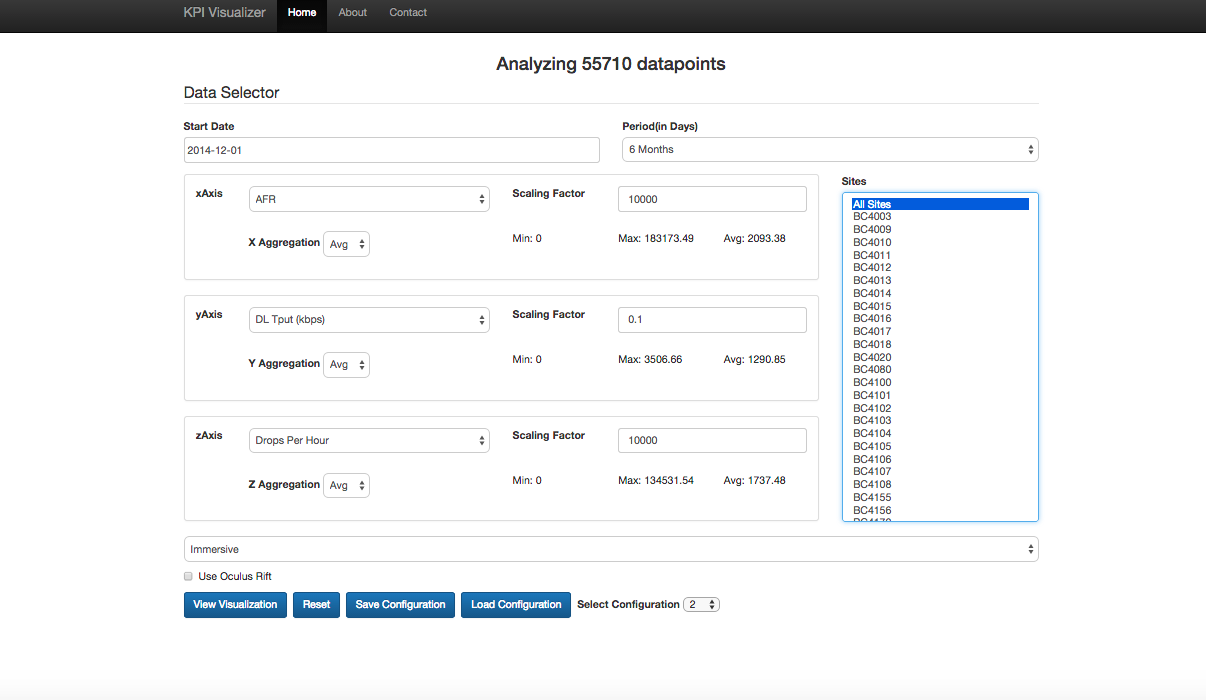 KPI Visualizer Home About Contact
Analyzing 55710 datapoints
Data Selector
Start Date
2014-12-01
Period(in Days)
6 Months
xAxis
AFR
Scaling Factor
10000
X Aggregation Avg
Min: 0
Max: 183173.49
Avg: 2093.38
yAxis
DL Tput (kbps)
Scaling Factor
0.1
Y Aggregation Avg
Min: 0
Max: 3506.66
Avg: 1290.85
zAxis
Drops Per Hour
Scaling Factor
10000
Z Aggregation Avg
Min: 0
Max: 134531.54
Avg: 1737.48
Sites
All Sites
BC4003
BC4009
BC4010
BC4011
BC4012
BC4013
BC4014
BC4015
BC4016
BC4017
BC4018
BC4020
BC4080
BC4100
BC4101
BC4102
BC4103
BC4104
BC4105
BC4106
BC4107
BC4108
BC4155
BC4156
Immersive
Use Oculus Rift
View Visualization Reset Save Configuration Load Configuration Select Configuration 2